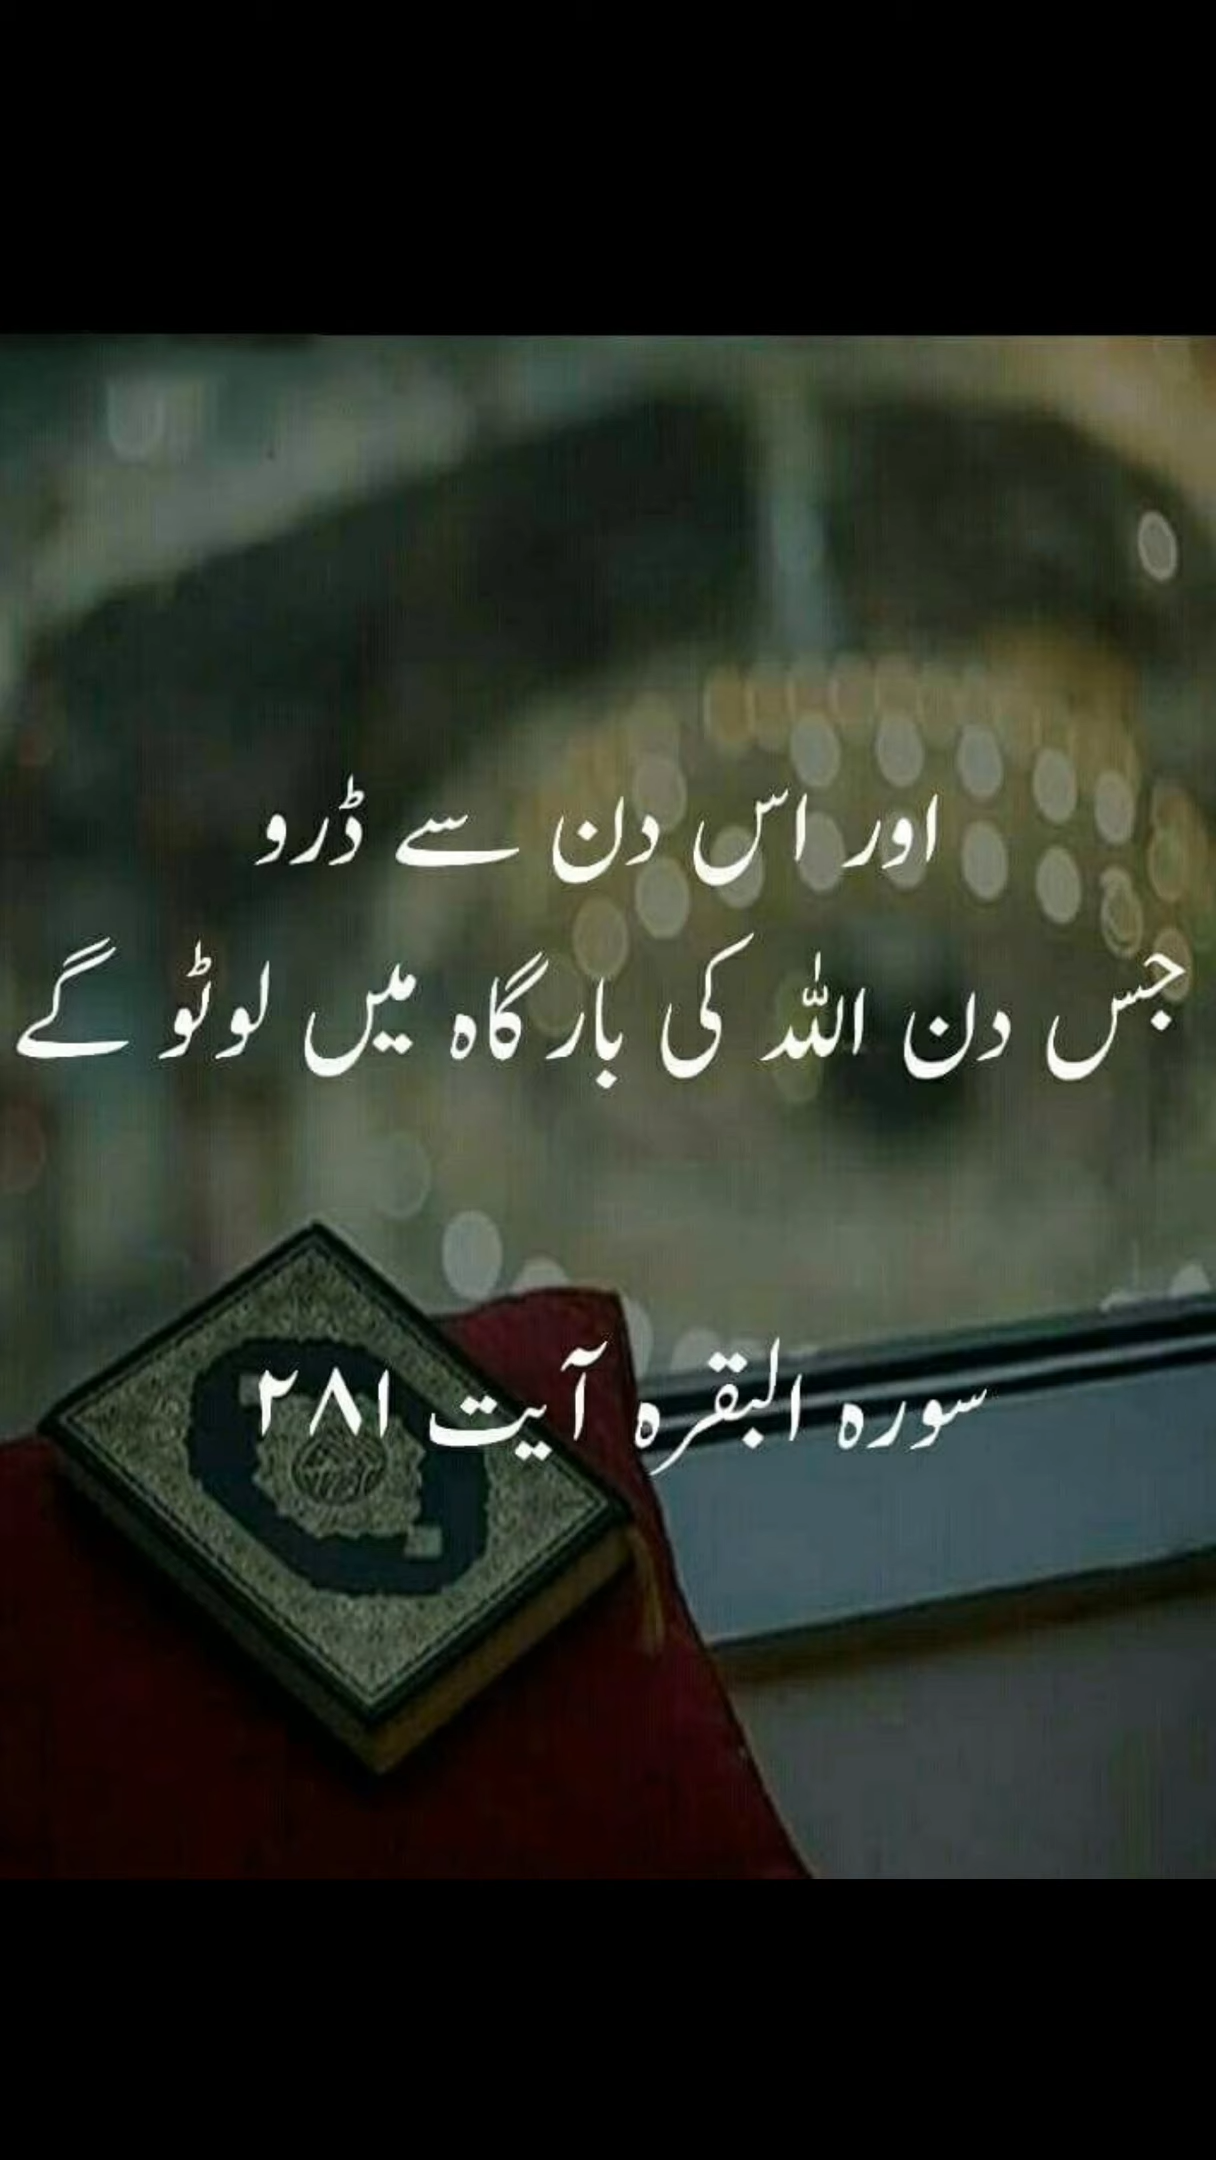 اور اس دن سے ڈرو
جس دن اللہ کی بارگاہ میں لوٹو گے
سورہ البقرہ آیت ۲۸۱